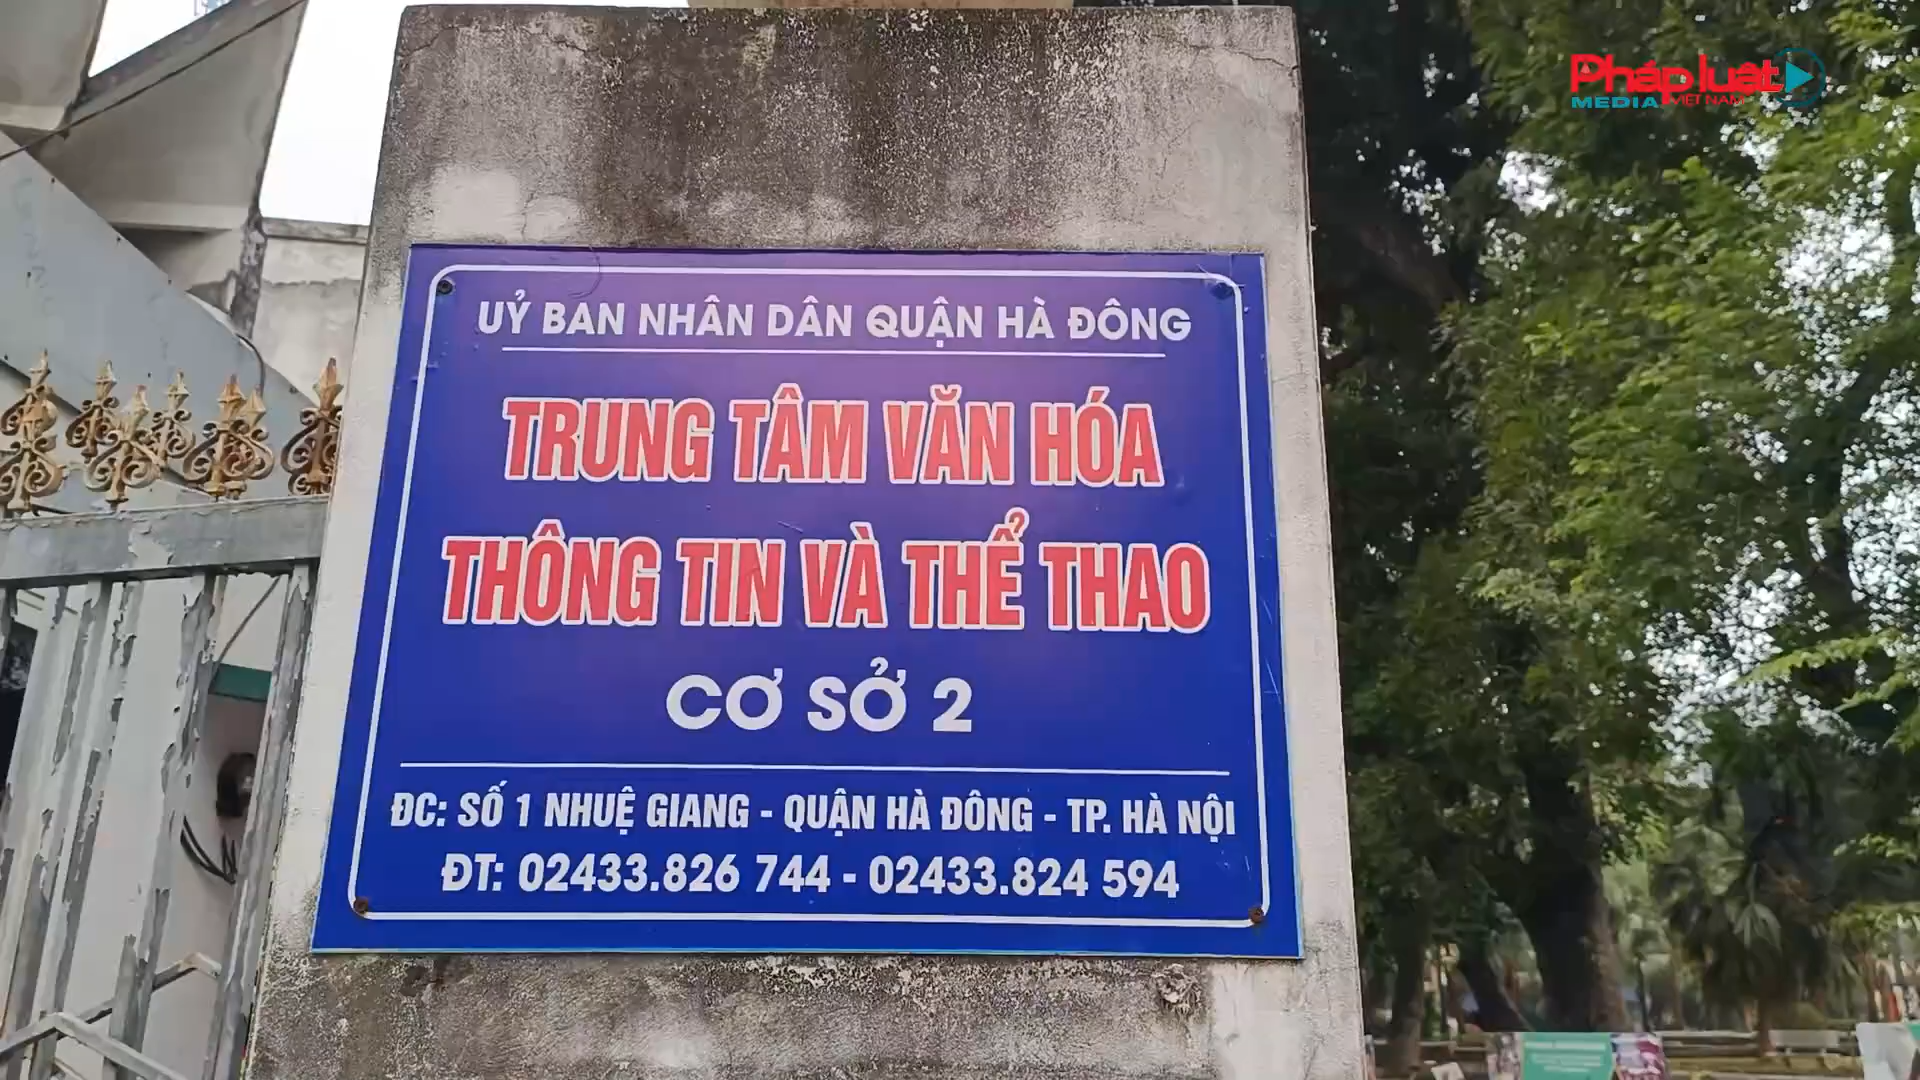 Pháp luật
MEDIA VIỆT NAM
UỶ BAN NHÂN DÂN QUẬN HÀ ĐÔNG
TRUNG TÂM VĂN HÓA
THÔNG TIN VÀ THỂ THAO
CƠ SỞ 2
ĐC: SỐ 1 NHUỆ GIANG - QUẬN HÀ ĐÔNG - TP. HÀ NỘI
ĐT: 02433.826 744 - 02433.824 594